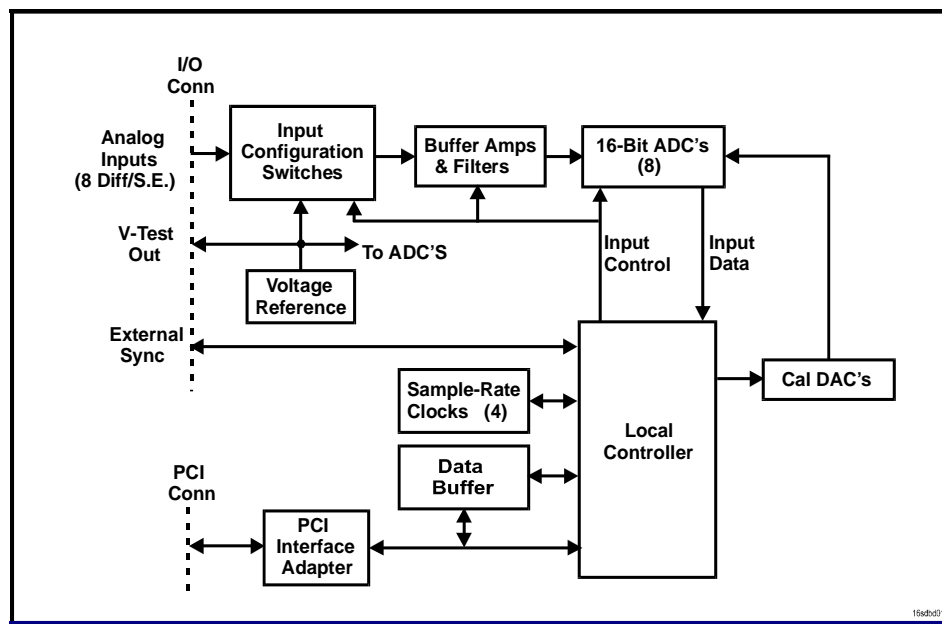 I/O
Conn
Analog
Inputs
(8 Diff/S.E.)
Input
Configuration
Switches
Buffer Amps
& Filters
16-Bit ADC's
(8)
V-Test
Out
To ADC'S
Input
Control
Input
Data
Voltage
Reference
External
Sync
Sample-Rate
Clocks (4)
Cal DAC's
Local
Controller
Data
Buffer
PCI
Conn
PCI
Interface
Adapter
16sdbd01